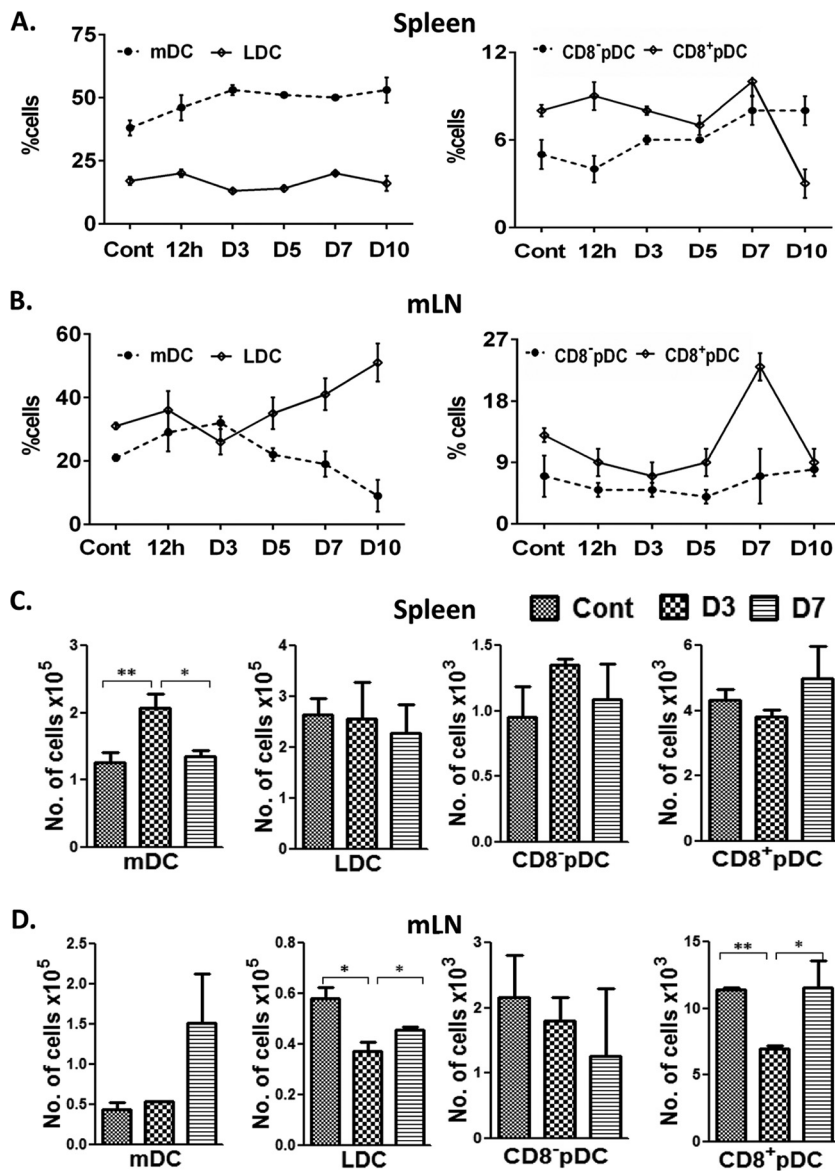 A. Spleen
mDC LDC
%cells
75
50
25
0
Cont 12h D3 D5 D7 D10
CD8⁻pDC CD8⁺pDC
%cells
12
9
6
3
0
Cont 12h D3 D5 D7 D10
B. mLN
mDC LDC
%cells
60
40
20
0
Cont 12h D3 D5 D7 D10
CD8⁻pDC CD8⁺pDC
% cells
27
18
9
0
Cont 12h D3 D5 D7 D10
C. Spleen Cont D3 D7
No. of cells x10⁵
3
2
1
0
** *
mDC
No. of cells x10⁵
5
4
3
2
1
0
LDC
No. of cells x10³
1.5
1.0
0.5
0.0
CD8⁻pDC
No. of cells x10³
6
4
2
0
CD8⁺pDC
D. mLN
No. of cells x10⁵
2.5
2.0
1.5
1.0
0.5
0.0
mDC
No. of cells x10⁵
0.8
0.6
0.4
0.2
0.0
* *
LDC
No. of cells x10³
3
2
1
0
CD8⁻pDC
No. of cells x10³
15
11
8
4
0
** *
CD8⁺pDC